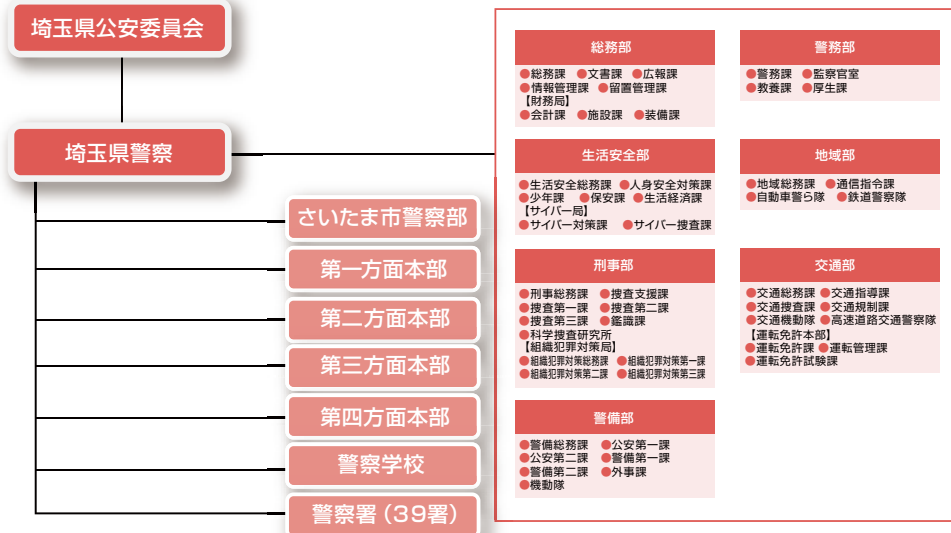 埼玉県公安委員会
埼玉県警察
さいたま市警察部
第一方面本部
第二方面本部
第三方面本部
第四方面本部
警察学校
警察署(39署)
総務部
●総務課 ●文書課 ●広報課
●情報管理課 ●留置管理課
【財務局】
●会計課 ●施設課 ●装備課
警務部
●警務課 ●監察官室
●教養課 ●厚生課
生活安全部
●生活安全総務課 ●人身安全対策課
●少年課 ●保安課 ●生活経済課
【サイバー局】
●サイバー対策課 ●サイバー捜査課
地域部
●地域総務課 ●通信指令課
●自動車警ら隊 ●鉄道警察隊
刑事部
●刑事総務課 ●捜査支援課
●捜査第一課 ●捜査第二課
●捜査第三課 ●鑑識課
●科学捜査研究所
【組織犯罪対策局】
●組織犯罪対策総務課 ●組織犯罪対策第一課
●組織犯罪対策第二課 ●組織犯罪対策第三課
交通部
●交通総務課 ●交通指導課
●交通捜査課 ●交通規制課
●交通機動隊 ●高速道路交通警察隊
【運転免許本部】
●運転免許課 ●運転管理課
●運転免許試験課
警備部
●警備総務課 ●公安第一課
●公安第二課 ●警備第一課
●警備第二課 ●外事課
●機動隊